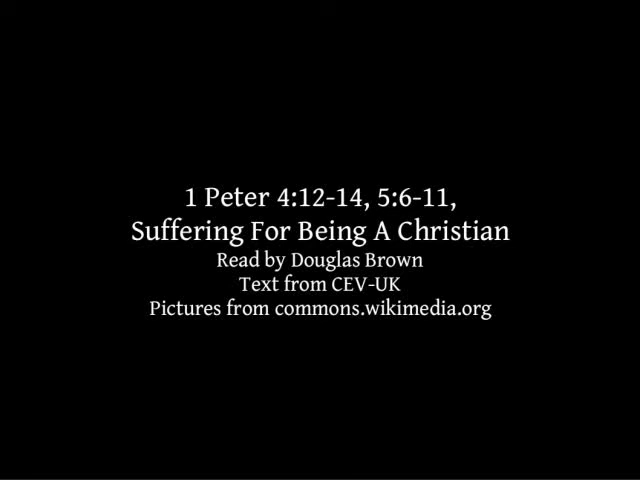 1 Peter 4:12-14, 5:6-11,
Suffering For Being A Christian
Read by Douglas Brown
Text from CEV-UK
Pictures from commons.wikimedia.org